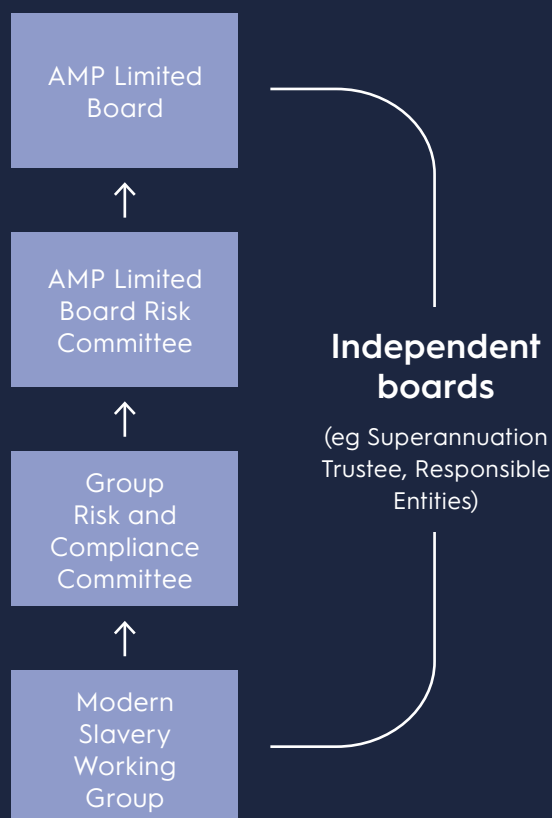 AMP Limited
Board
AMP Limited
Board Risk
Committee
Independent
boards
(eg Superannuation
Trustee, Responsible
Entities)
Group
Risk and
Compliance
Committee
Modern
Slavery
Working
Group